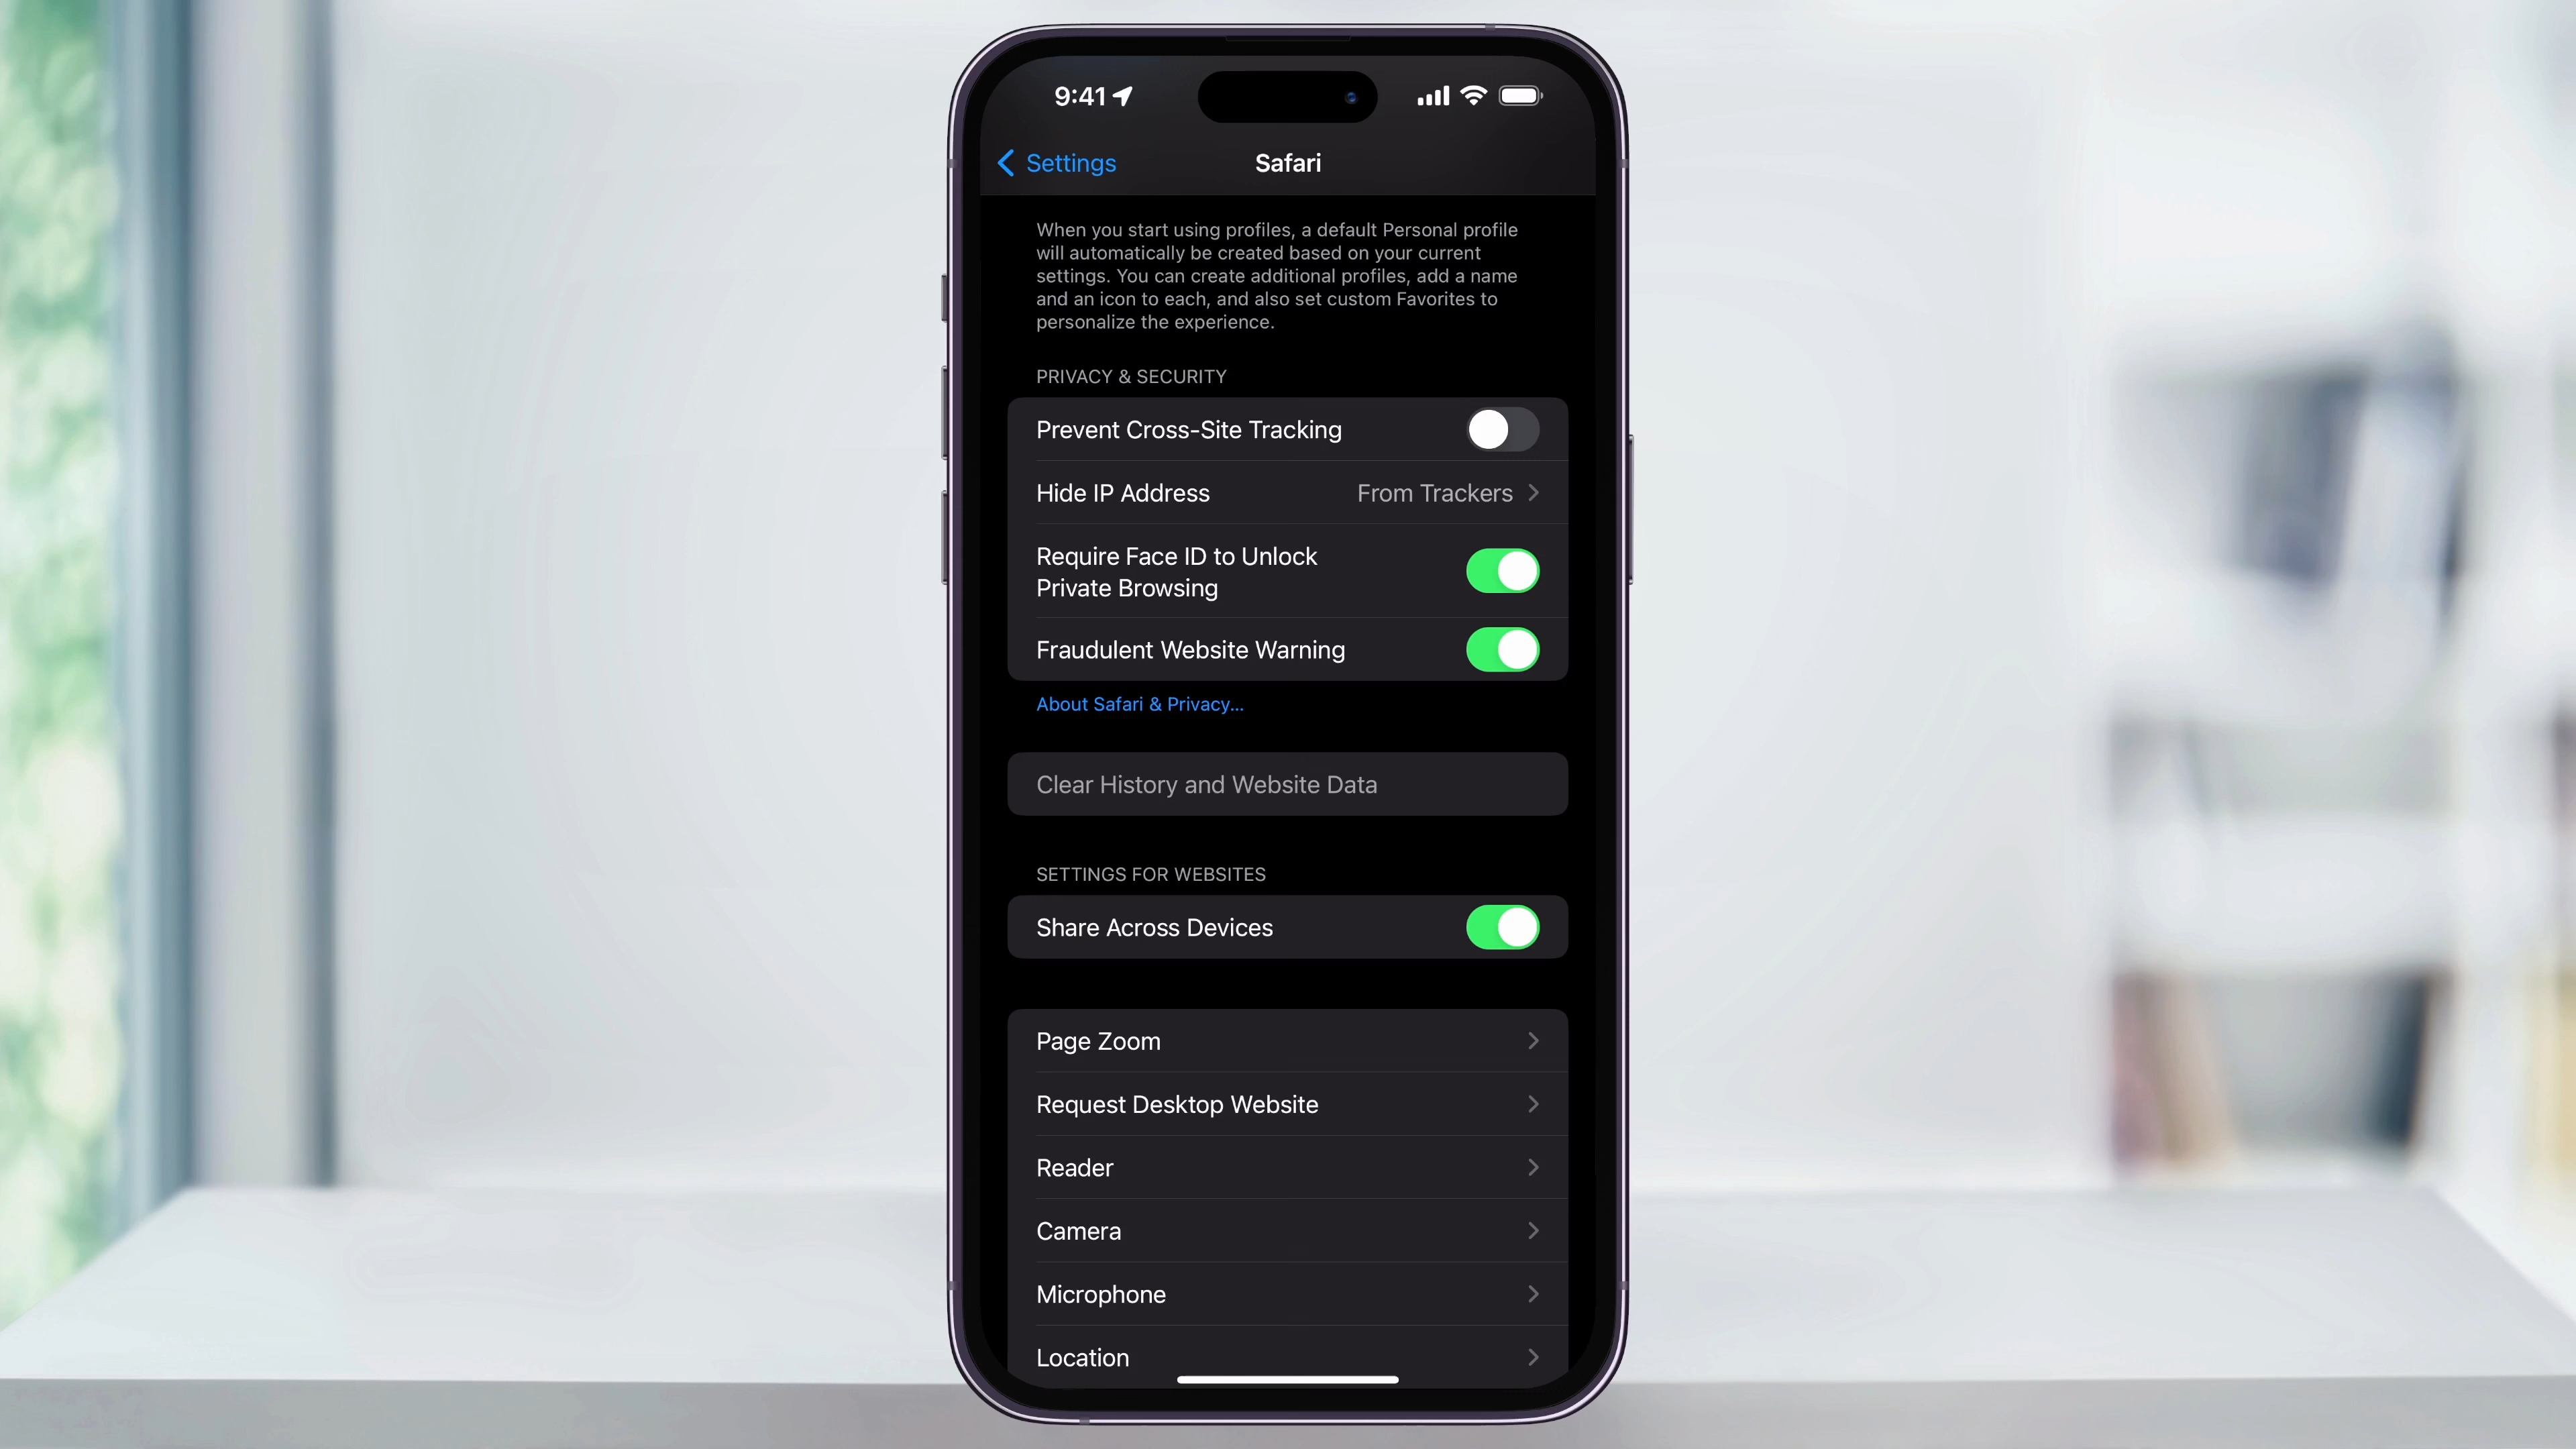 9:41
Settings
Safari
When you start using profiles, a default Personal profile
will automatically be created based on your current
settings. You can create additional profiles, add a name
and an icon to each, and also set custom Favorites to
personalize the experience.
PRIVACY & SECURITY
Prevent Cross-Site Tracking
Hide IP Address From Trackers
Require Face ID to Unlock
Private Browsing
Fraudulent Website Warning
About Safari & Privacy...
Clear History and Website Data
SETTINGS FOR WEBSITES
Share Across Devices
Page Zoom
Request Desktop Website
Reader
Camera
Microphone
Location